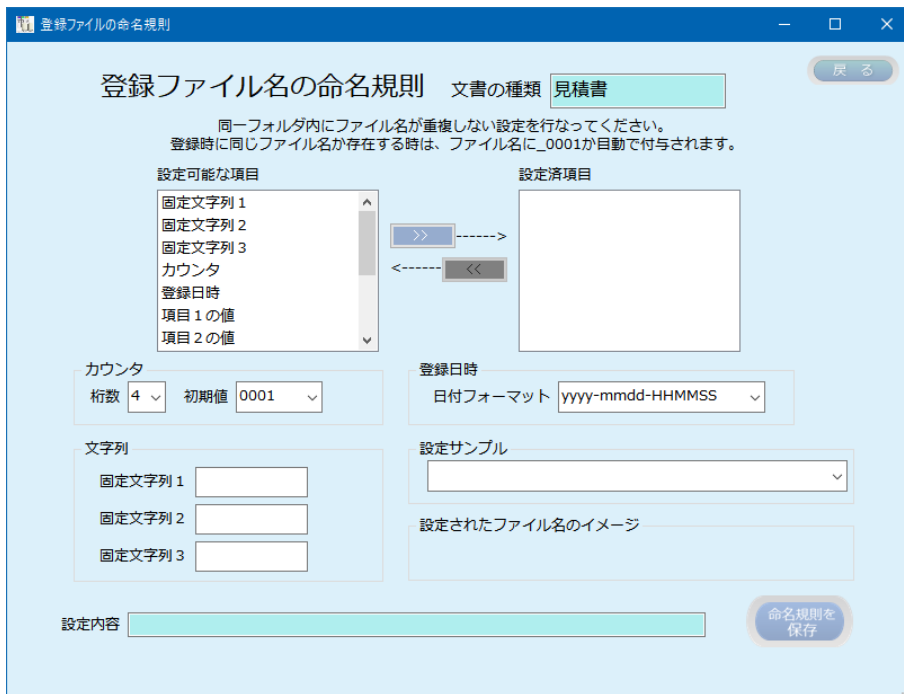 登録ファイルの命名規則
戻 る
登録ファイル名の命名規則 文書の種類 見積書
同一フォルダ内にファイル名が重複しない設定を行なってください。
登録時に同じファイル名か存在する時は、ファイル名に_0001か自動で付与されます。
設定可能な項目
設定済項目
固定文字列1
固定文字列2
固定文字列3
カウンタ
登録日時
項目1の値
項目2の値
>> ------>
<------ <<
カウンタ
桁数 4 初期値 0001
登録日時
日付フォーマット yyyy-mmdd-HHMMSS
文字列
固定文字列1
固定文字列2
固定文字列3
設定サンプル
設定されたファイル名のイメージ
設定内容
命名規則を
保存